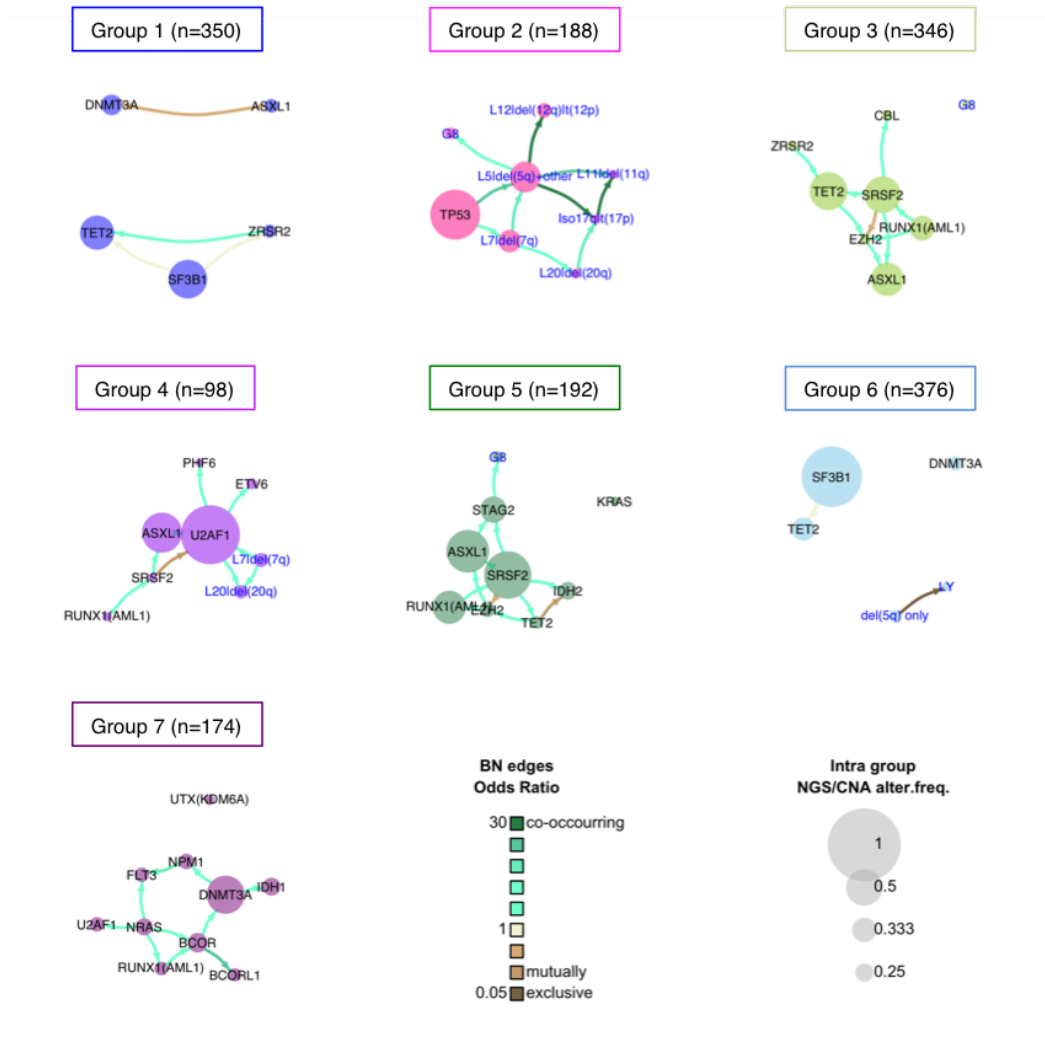 Group 1 (n=350)
Group 2 (n=188)
Group 3 (n=346)
DNMT3A
ASXL1
TET2
ZRSR2
SF3B1
L12|del(12q)|t(12p)
G8
L5|del(5q)+other
L11|del(11q)
TP53
Iso17q|t(17p)
L7|del(7q)
L20|del(20q)
G8
CBL
ZRSR2
TET2
SRSF2
RUNX1(AML1)
EZH2
ASXL1
Group 4 (n=98)
Group 5 (n=192)
Group 6 (n=376)
PHF6
ETV6
ASXL1
U2AF1
L7|del(7q)
SRSF2
L20|del(20q)
RUNX1(AML1)
G8
KRAS
STAG2
ASXL1
SRSF2
IDH2
RUNX1(AML1)
EZH2
TET2
SF3B1
DNMT3A
TET2
LY
del(5q) only
Group 7 (n=174)
UTX(KDM6A)
NPM1
FLT3
DNMT3A
IDH1
U2AF1
NRAS
BCOR
RUNX1(AML1)
BCORL1
BN edges
Odds Ratio
30 co-occourring
1
mutually
0.05 exclusive
Intra group
NGS/CNA alter.freq.
1
0.5
0.333
0.25